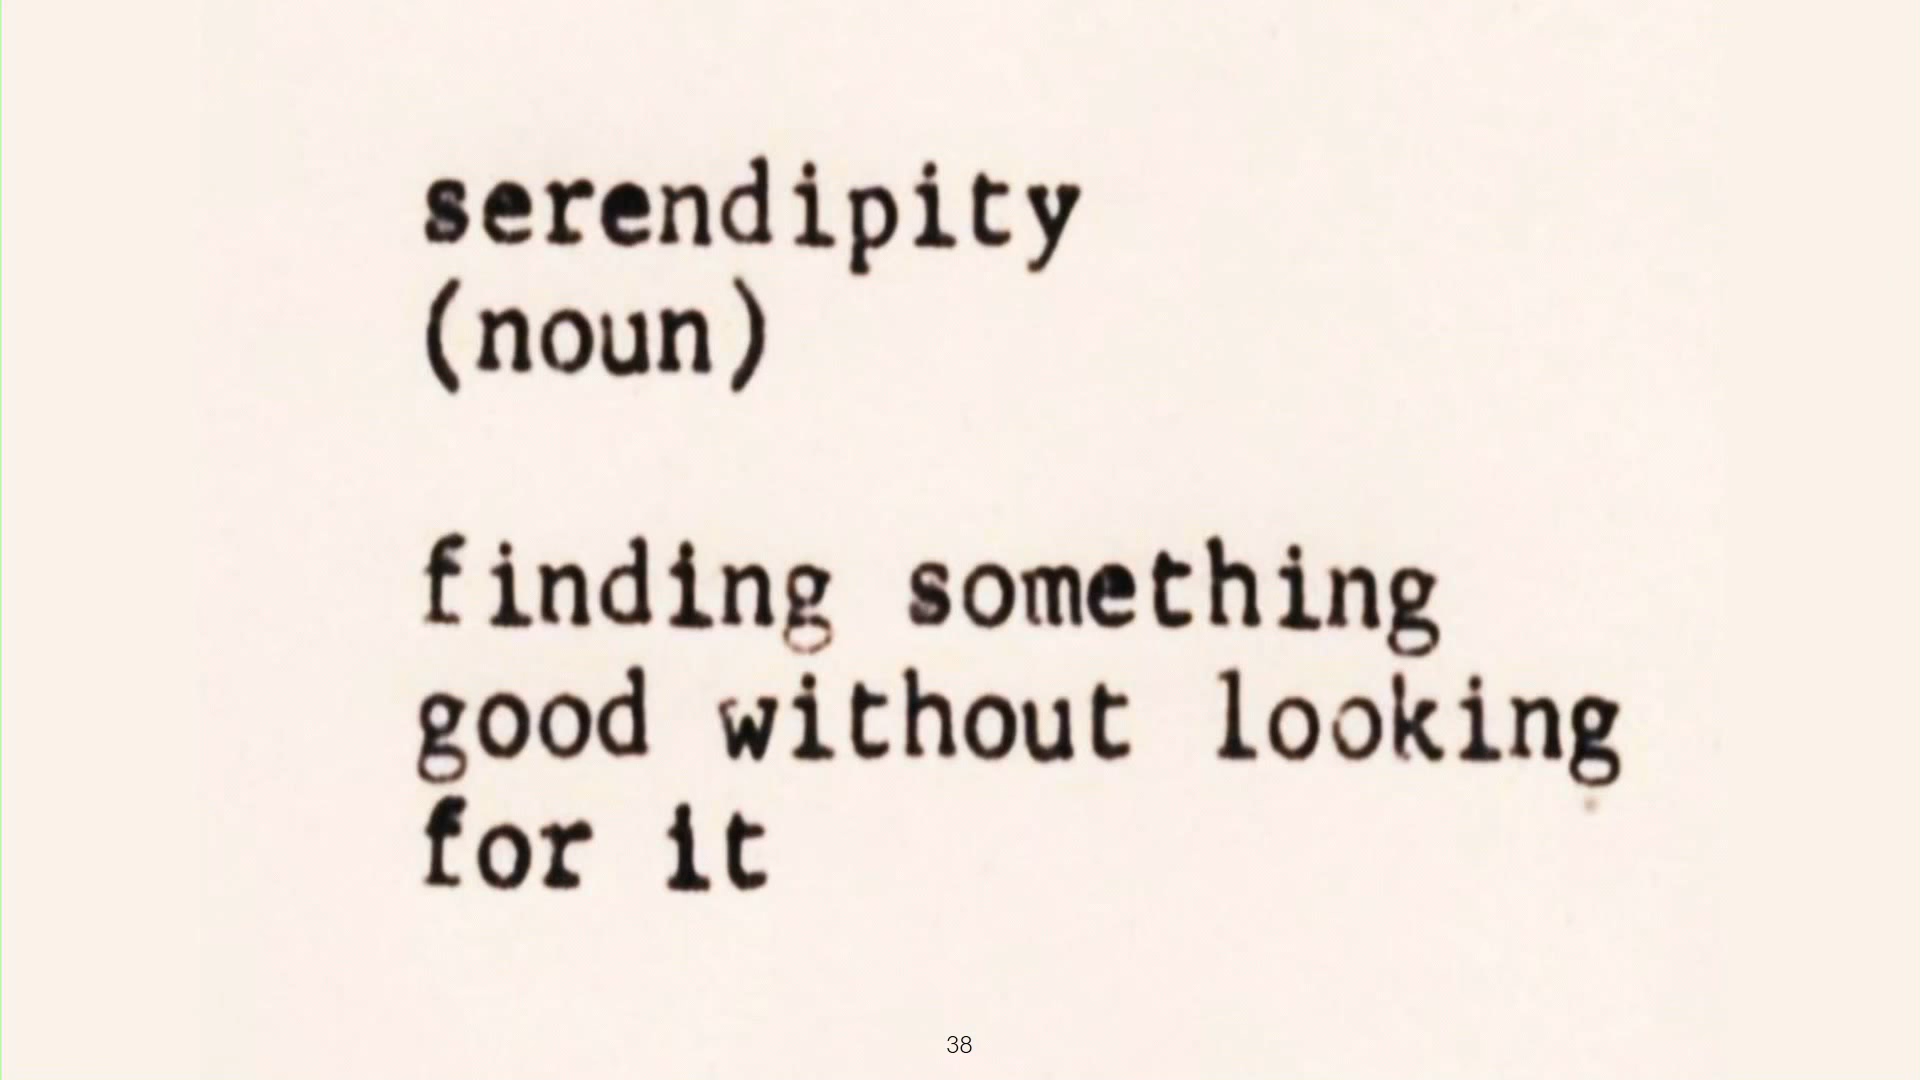 serendipity
(noun)
finding something
good without looking
for it
38